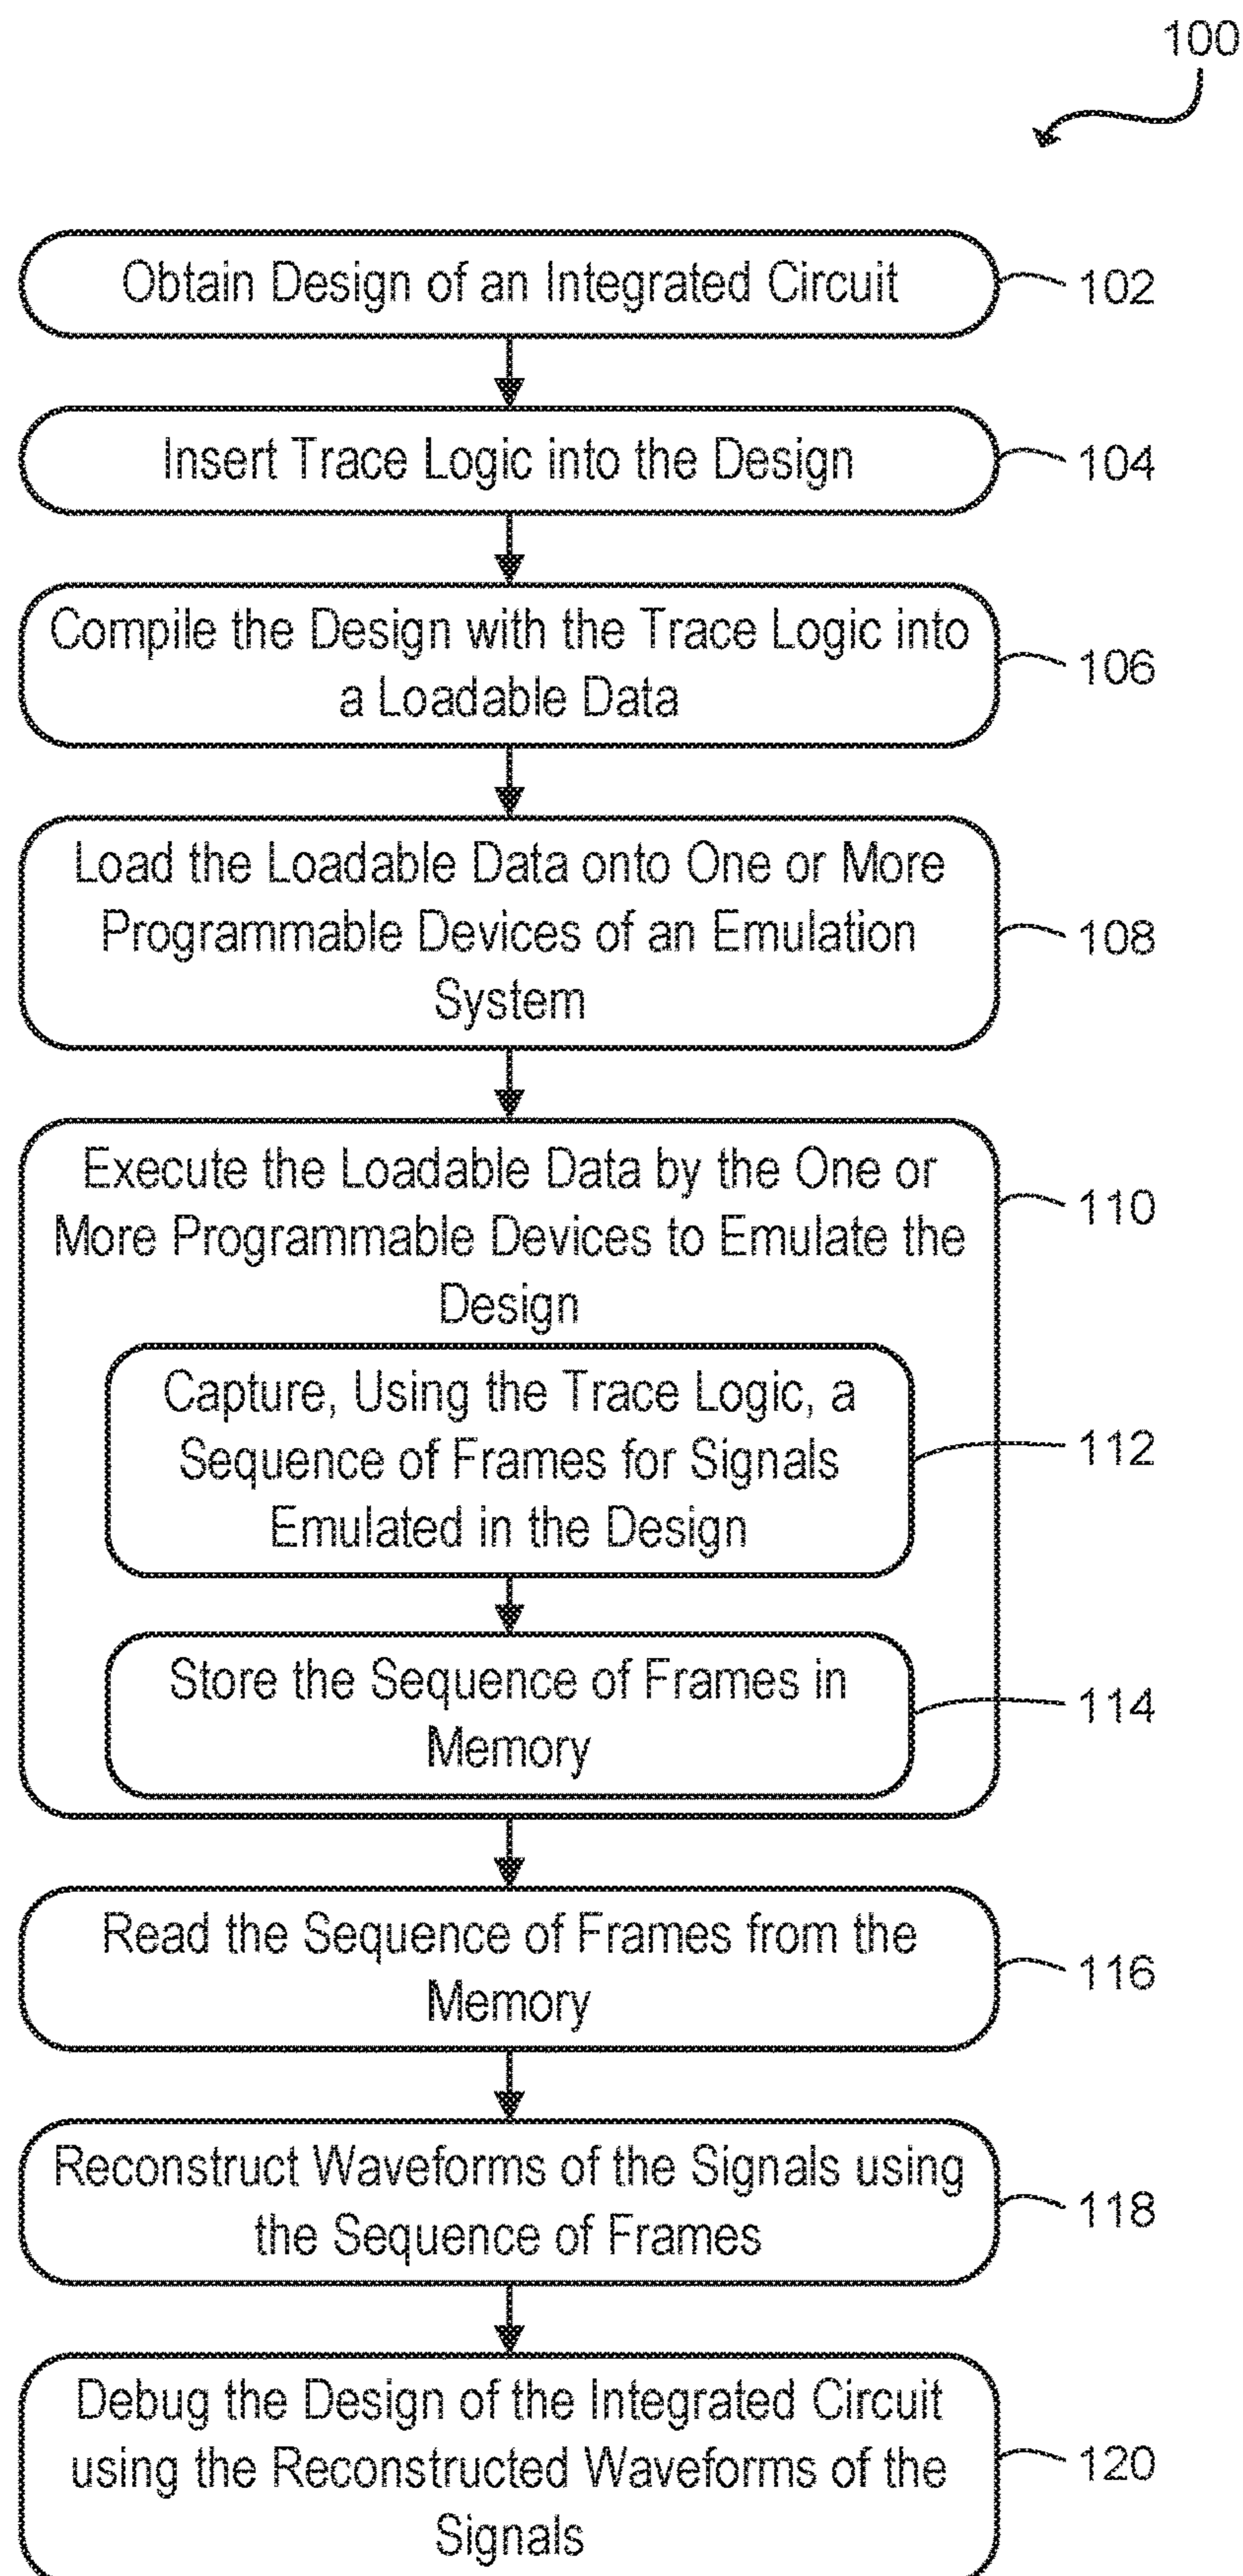 100
Obtain Design of an Integrated Circuit
102
Insert Trace Logic into the Design
104
Compile the Design with the Trace Logic into
a Loadable Data
106
Load the Loadable Data onto One or More
Programmable Devices of an Emulation
System
108
Execute the Loadable Data by the One or
More Programmable Devices to Emulate the
Design
110
Capture, Using the Trace Logic, a
Sequence of Frames for Signals
Emulated in the Design
112
Store the Sequence of Frames in
Memory
114
Read the Sequence of Frames from the
Memory
116
Reconstruct Waveforms of the Signals using
the Sequence of Frames
118
Debug the Design of the Integrated Circuit
using the Reconstructed Waveforms of the
Signals
120